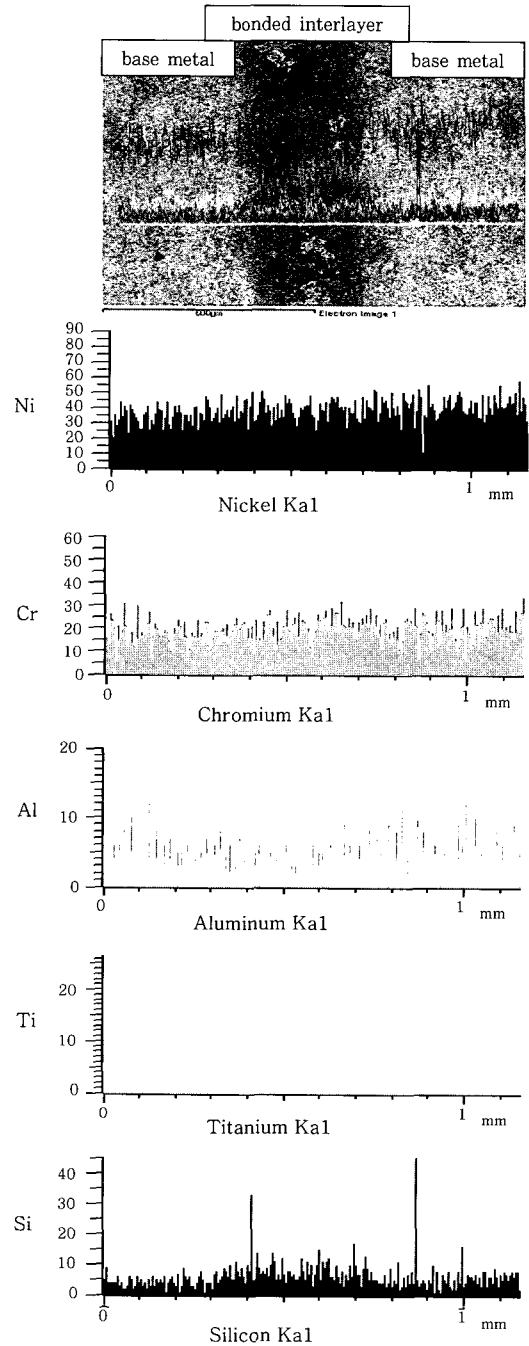 bonded interlayer
base metal base metal
600μm Electron Image 1
90
80
70
60
Ni 50
40
30
20
10
0
0 1 mm
Nickel Ka1
60
50
40
Cr 30
20
10
0
0 1 mm
Chromium Ka1
20
Al 10
0
0 1 mm
Aluminum Ka1
20
Ti
10
0
0 1 mm
Titanium Ka1
40
30
Si 20
10
0
0 1 mm
Silicon Ka1